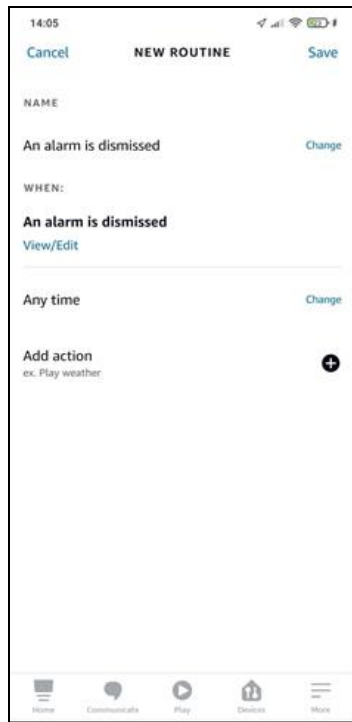 14:05
Cancel NEW ROUTINE Save
NAME
An alarm is dismissed Change
WHEN:
An alarm is dismissed
View/Edit
Any time Change
Add action
ex. Play weather
Home Communicate Play Devices More